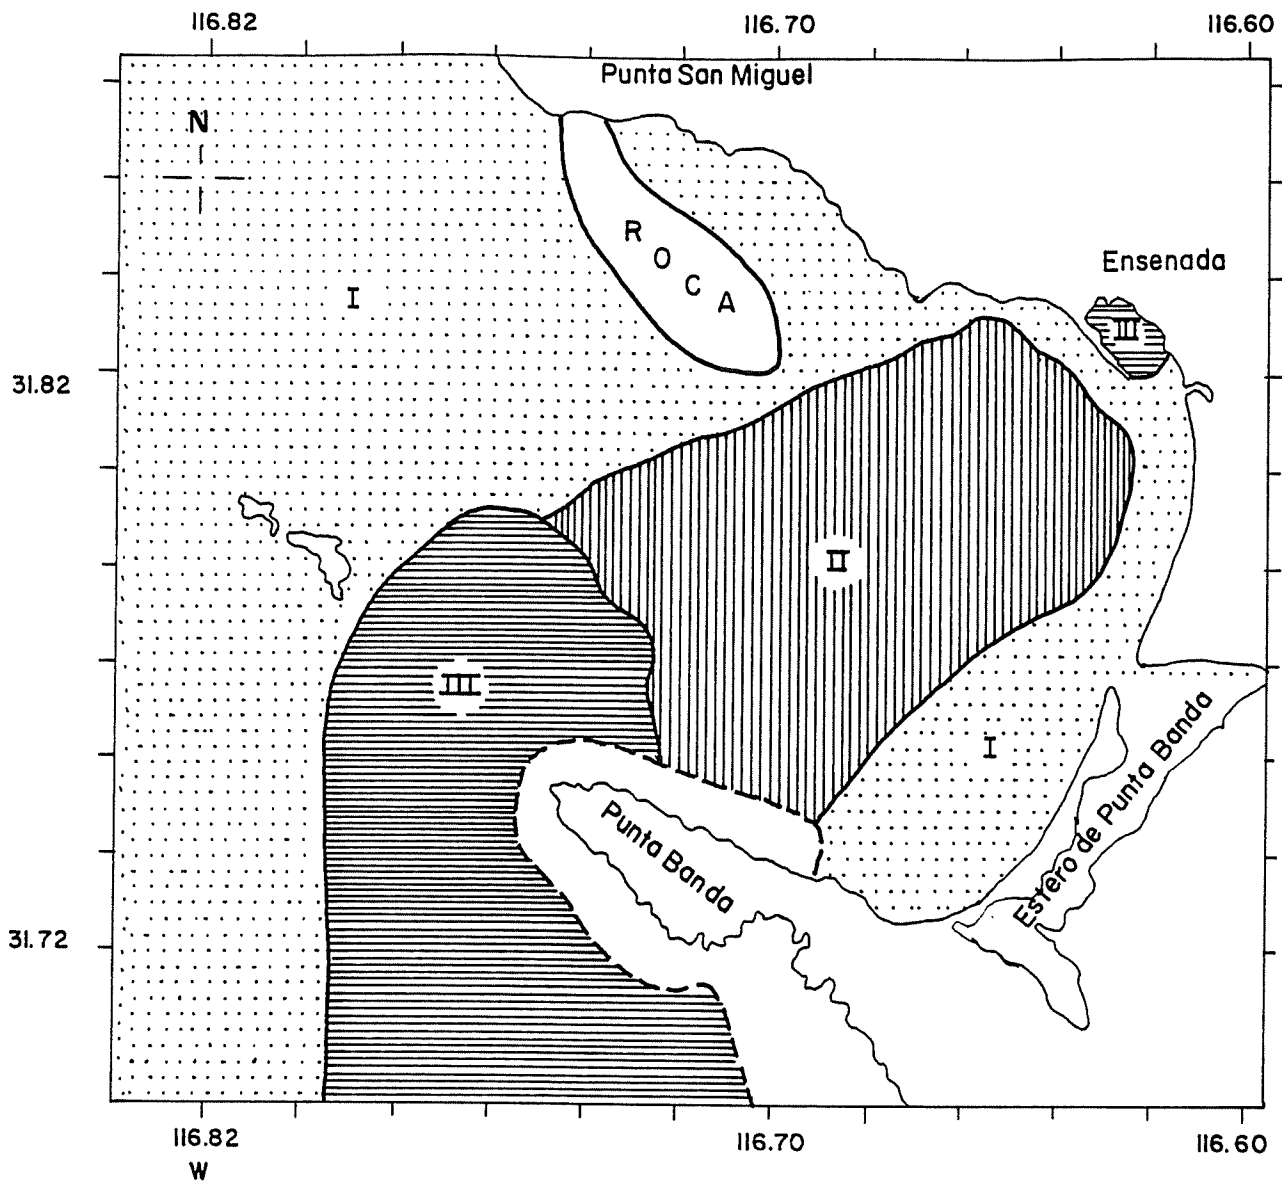 116.82
116.70
116.60
Punta San Miguel
N
R O C A
Ensenada
I
III
31.82
II
III
I
Punta Banda
Estero de Punta Banda
31.72
116.82
116.70
116.60
W